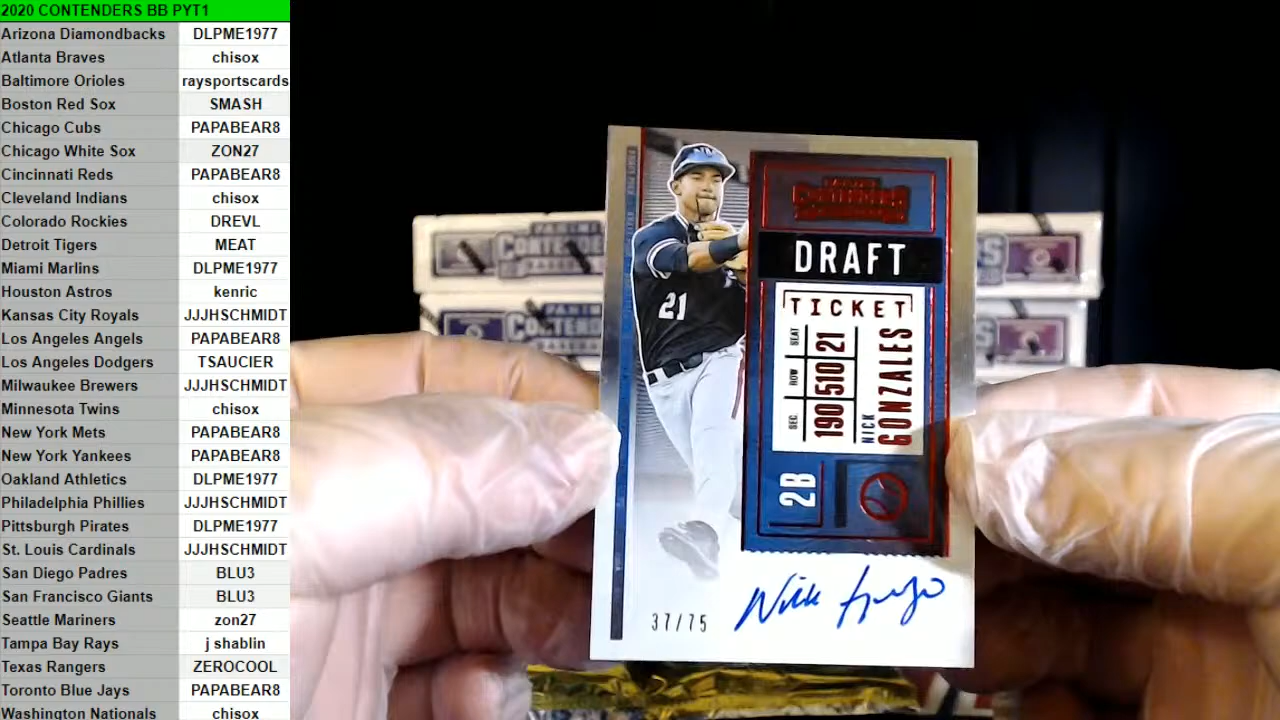 2020 CONTENDERS BB PYT1
Arizona Diamondbacks DLPME1977
Atlanta Braves chisox
Baltimore Orioles raysportscards
Boston Red Sox SMASH
Chicago Cubs PAPABEAR8
Chicago White Sox ZON27
Cincinnati Reds PAPABEAR8
Cleveland Indians chisox
Colorado Rockies DREVL
Detroit Tigers MEAT
Miami Marlins DLPME1977
Houston Astros kenric
Kansas City Royals JJJHSCHMIDT
Los Angeles Angels PAPABEAR8
Los Angeles Dodgers TSAUCIER
Milwaukee Brewers JJJHSCHMIDT
Minnesota Twins chisox
New York Mets PAPABEAR8
New York Yankees PAPABEAR8
Oakland Athletics DLPME1977
Philadelphia Phillies JJJHSCHMIDT
Pittsburgh Pirates DLPME1977
St. Louis Cardinals JJJHSCHMIDT
San Diego Padres BLU3
San Francisco Giants BLU3
Seattle Mariners zon27
Tampa Bay Rays j shablin
Texas Rangers ZEROCOOL
Toronto Blue Jays PAPABEAR8
Washington Nationals chisox
PANINI
CONTENDE
PANINI
CONTEND
21
CONTENDERS
DRAFT
TICKET
SEC 190
ROW 510
SEAT 21
NICK
GONZALES
2B
37/75
Nick